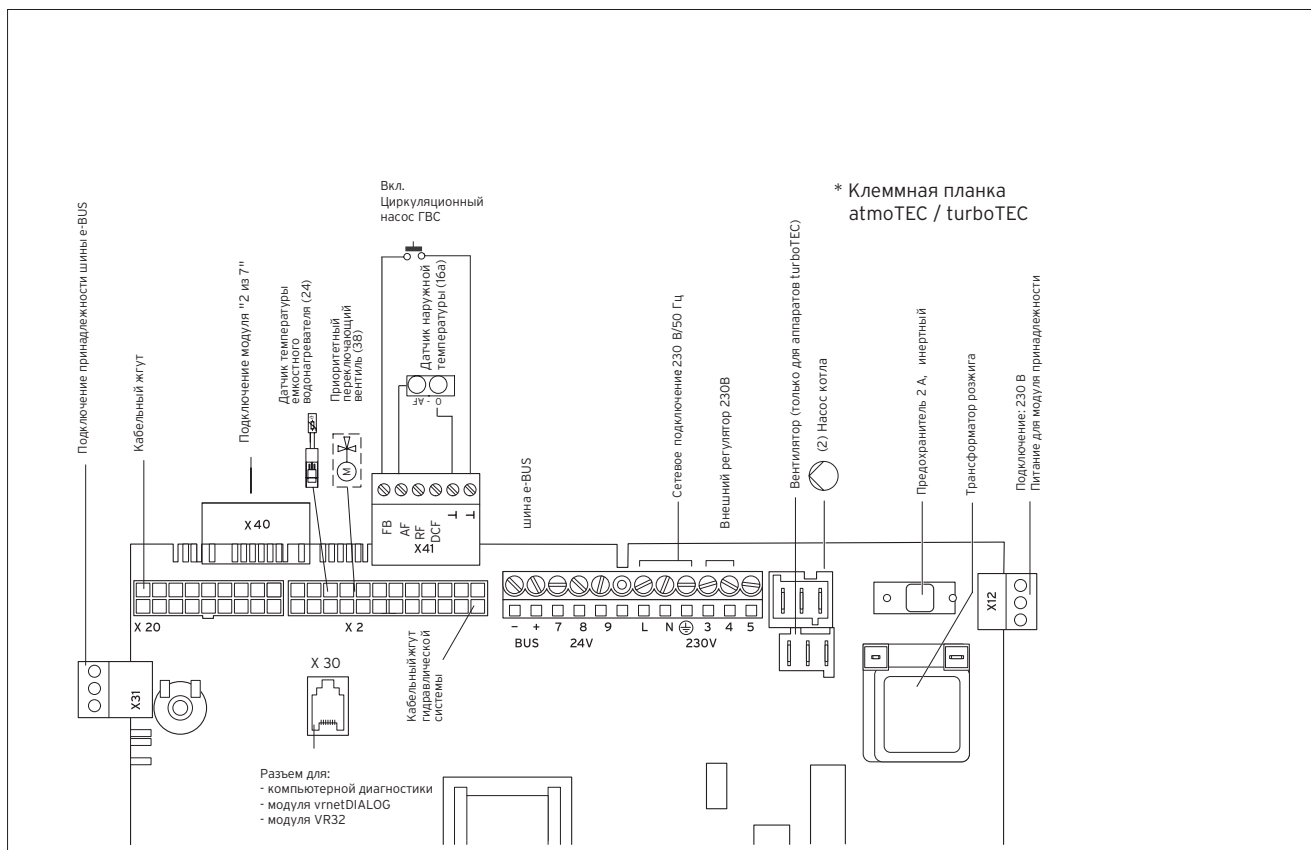 * Клеммная планка
atmoTEC / turboTEC
Вкл.
Циркуляционный
насос ГВС
Подключение принадлежности шины e-BUS
Кабельный жгут
Подключение модуля "2 из 7"
Датчик температуры
емкостного
водонагревателя (24)
Приоритетный
переключающий
вентиль (38)
Датчик наружной
температуры (16a)
шина e-BUS
Сетевое подключение 230 В/50 Гц
Внешний регулятор 230В
Вентилятор (только для аппаратов turboTEC)
(2) Насос котла
Предохранитель 2 А, инертный
Трансформатор розжига
Подключение: 230 В
Питание для модуля принадлежности
0 - AF
M
X 40
FB
AF
RF
DCF
X41
X 20
X 2
– + 7 8 9 L N 3 4 5
BUS 24V 230V
X12
X31
X 30
Кабельный жгут
гидравлической
системы
Разъем для:
- компьютерной диагностики
- модуля vrnetDIALOG
- модуля VR32